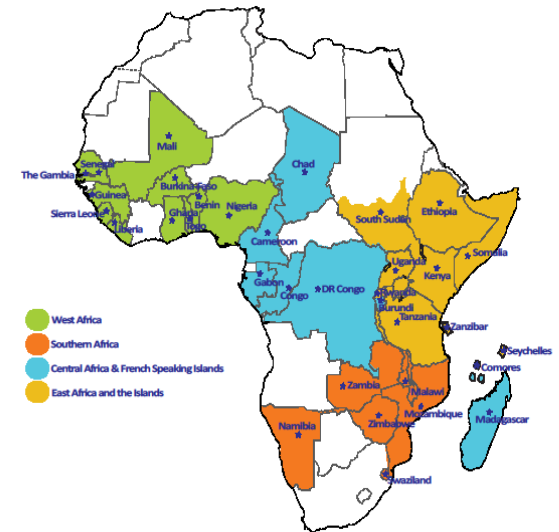 Mali
Chad
Senegal
The Gambia
Burkina Faso
Guinea
Benin
Nigeria
Ethiopia
Sierra Leone
Ghana
South Sudan
Liberia
Togo
Cameroon
Somalia
Uganda
Kenya
Gabon
Congo
DR Congo
Rwanda
Burundi
Tanzania
West Africa
Zanzibar
Southern Africa
Seychelles
Central Africa & French Speaking Islands
Comores
Zambia
East Africa and the Islands
Malawi
Mozambique
Namibia
Zimbabwe
Madagascar
Swaziland